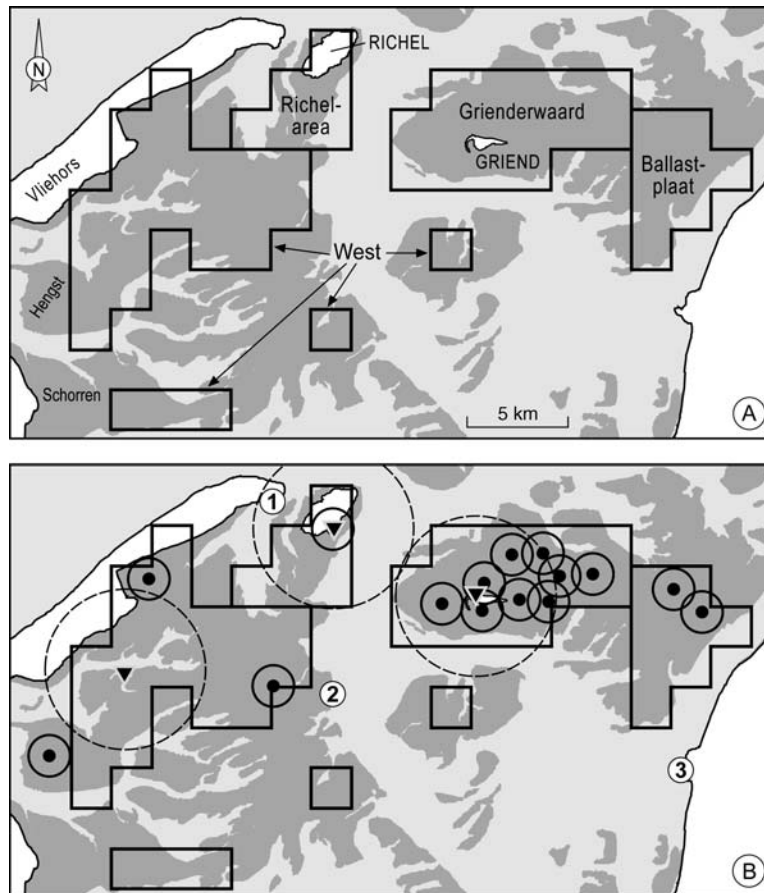 N
RICHEL
Richel-
area
Grienderwaard
GRIEND
Ballast-
plaat
Vliehors
West
Hengst
Schorren
5 km
A
1
2
3
B